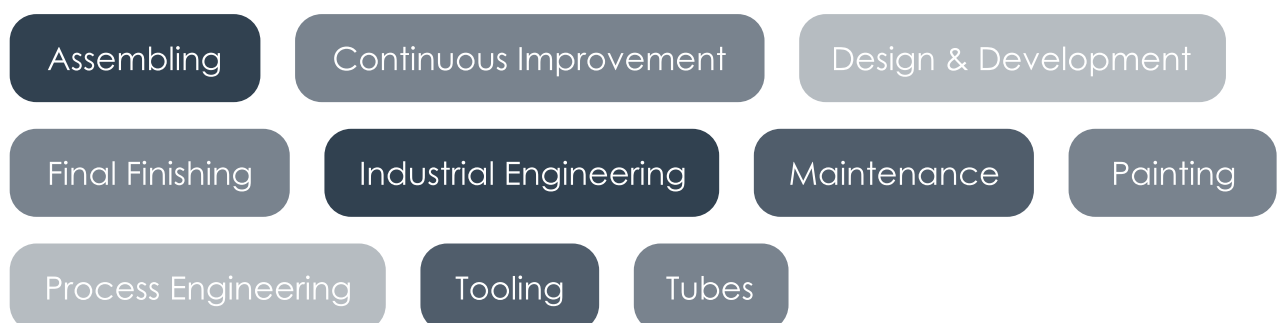 Assembling Continuous Improvement Design & Development
Final Finishing Industrial Engineering Maintenance Painting
Process Engineering Tooling Tubes